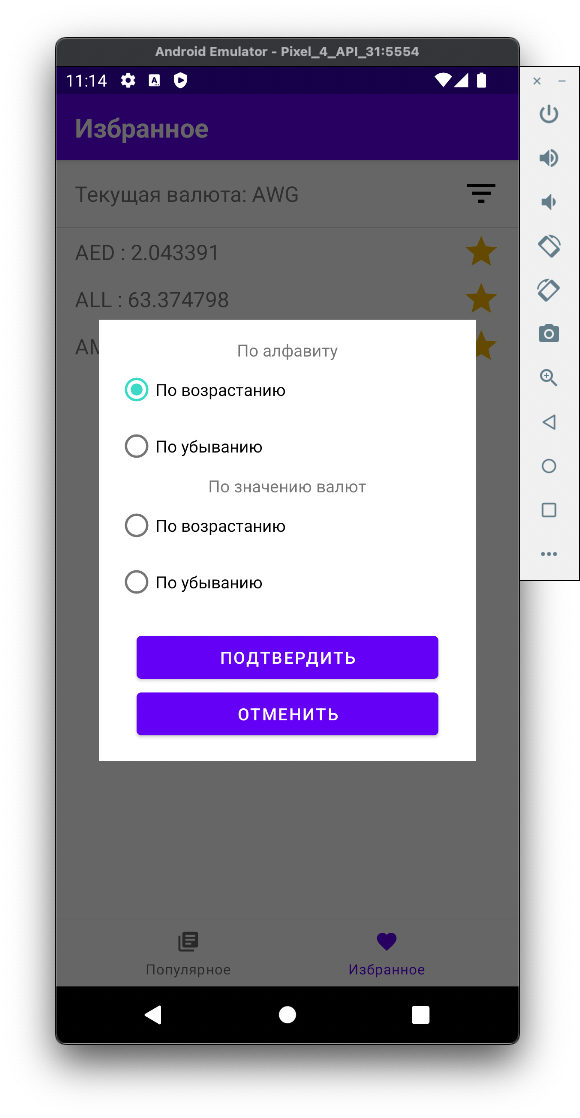 Android Emulator - Pixel_4_API_31:5554
11:14
Избранное
Текущая валюта: AWG
AED : 2.043391
ALL : 63.374798
По алфавиту
По возрастанию
По убыванию
По значению валют
По возрастанию
По убыванию
ПОДТВЕРДИТЬ
ОТМЕНИТЬ
Популярное
Избранное